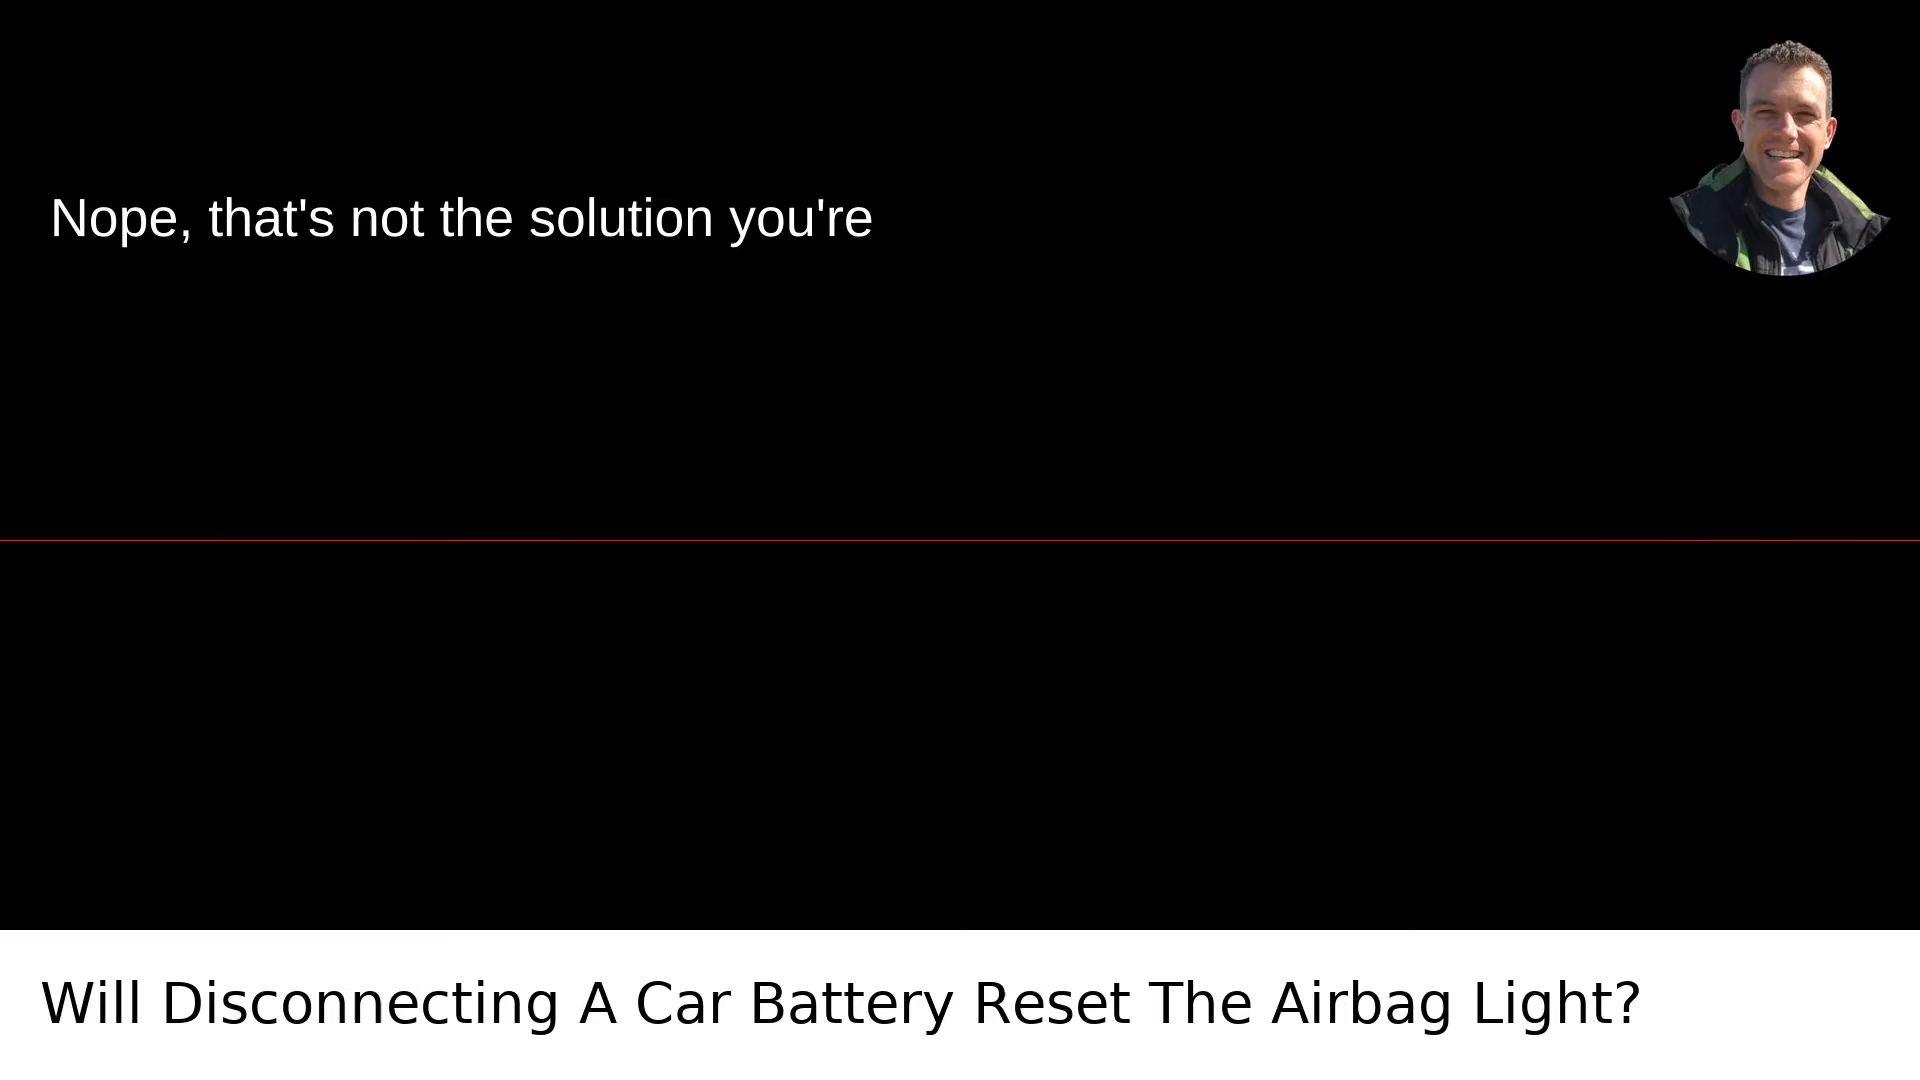 Nope, that's not the solution you're
Will Disconnecting A Car Battery Reset The Airbag Light?